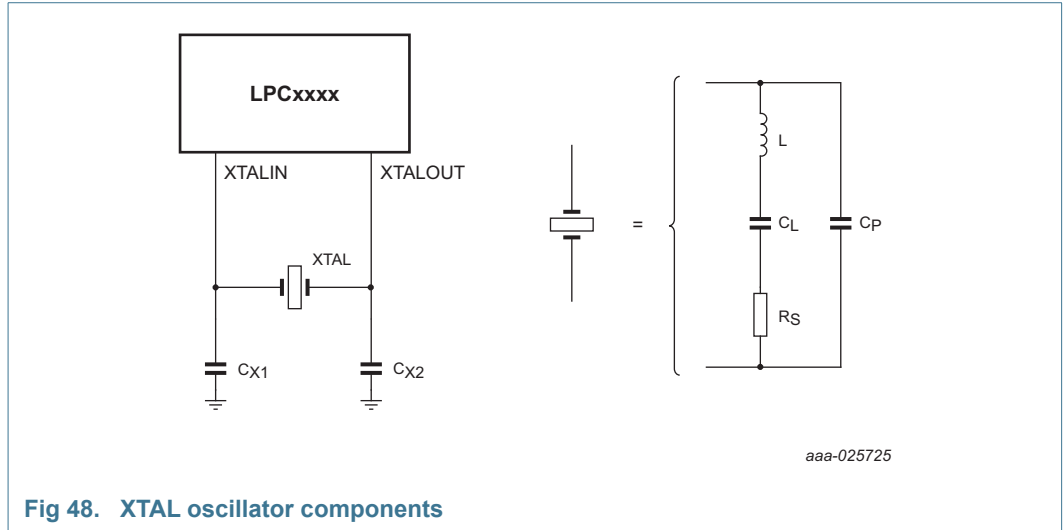 LPCxxxx
XTALIN XTALOUT
L
= CL CP
XTAL
RS
CX1 CX2
aaa-025725
Fig 48. XTAL oscillator components